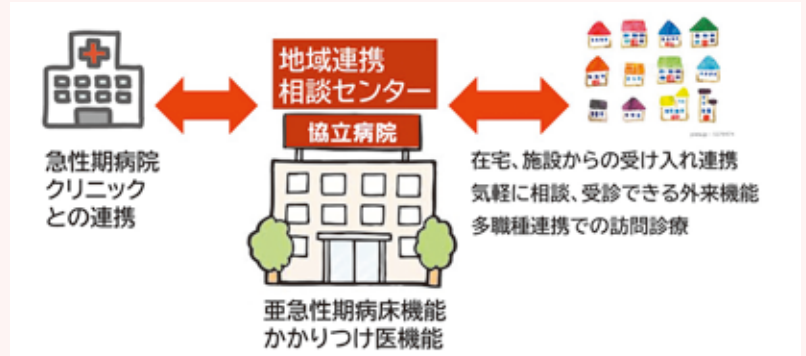 地域連携
相談センター
協立病院
急性期病院
クリニック
との連携
亜急性期病床機能
かかりつけ医機能
在宅、施設からの受け入れ連携
気軽に相談、受診できる外来機能
多職種連携での訪問診療